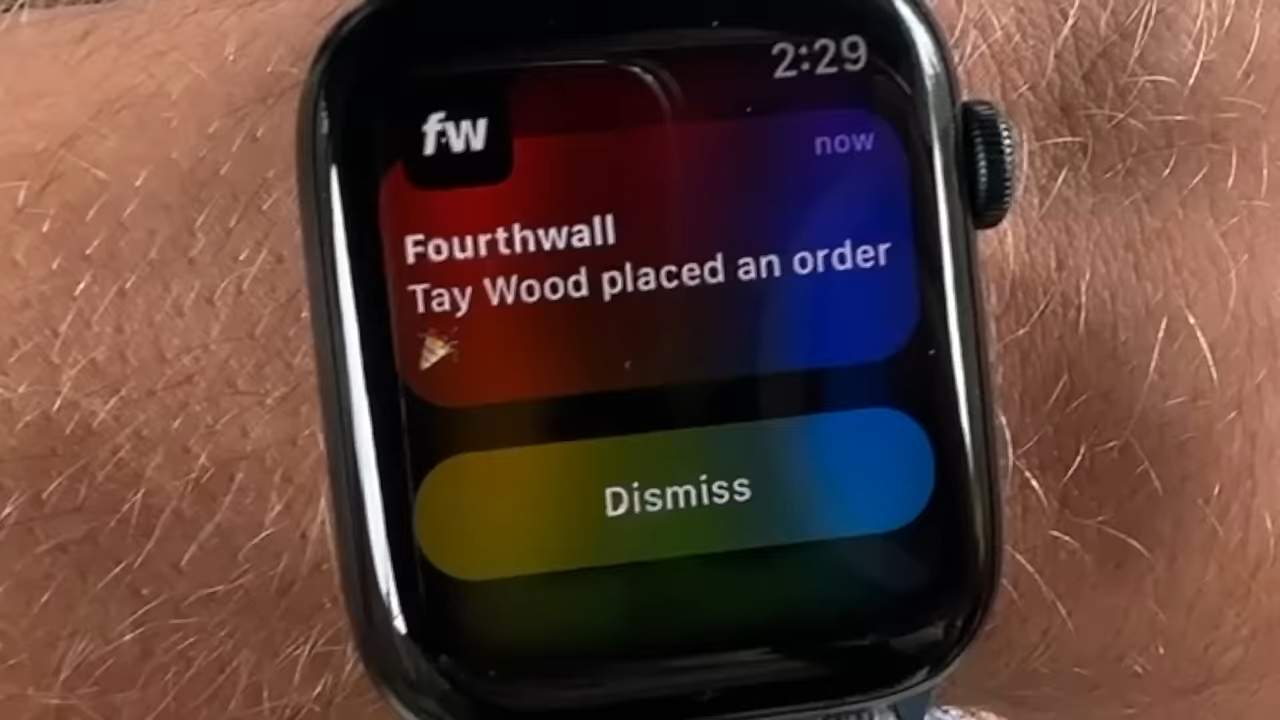 2:29
fw
now
Fourthwall
Tay Wood placed an order
🎉
Dismiss